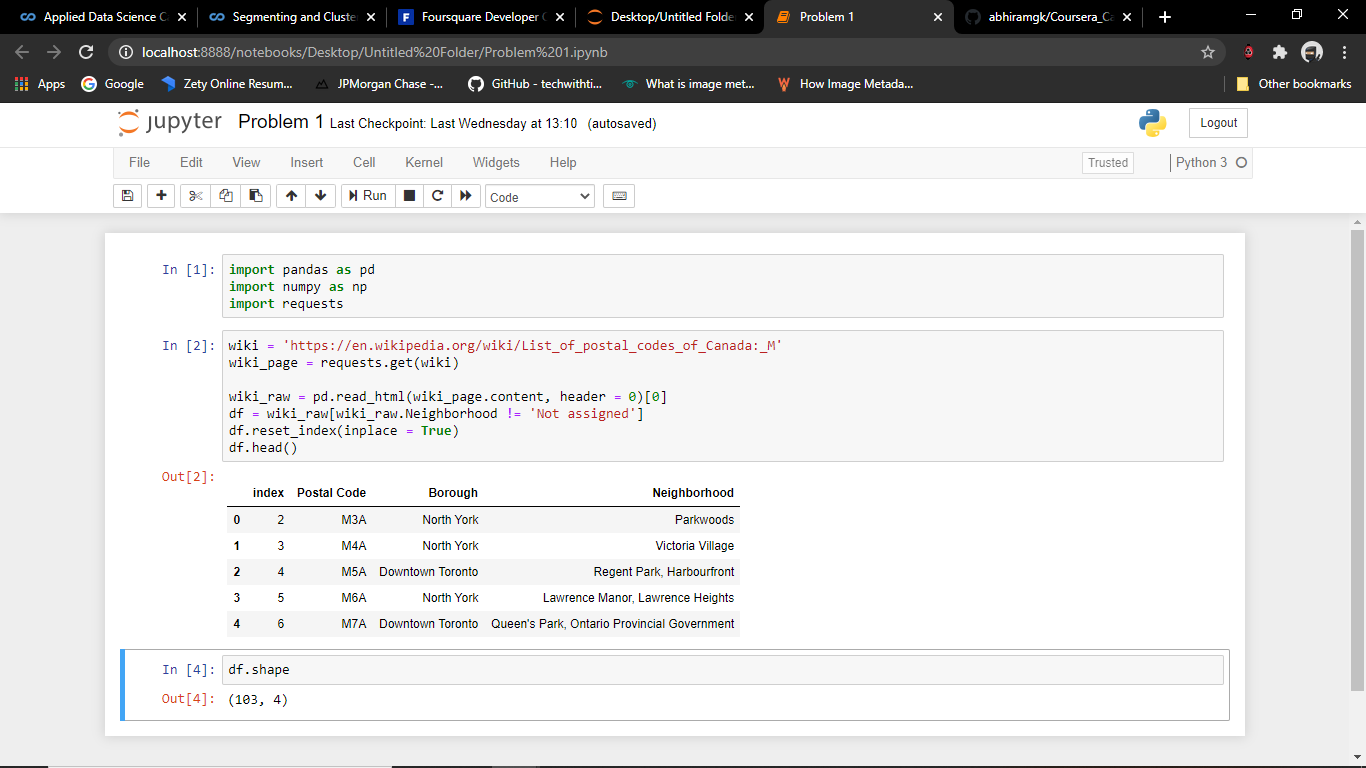 Applied Data Science C
Segmenting and Cluste
Foursquare Developer
Desktop/Untitled Folde
Problem 1
abhiramgk/Coursera_Ca
localhost:8888/notebooks/Desktop/Untitled%20Folder/Problem%201.ipynb
Apps
Google
Zety Online Resum...
JPMorgan Chase -...
GitHub - techwithti...
What is image met...
How Image Metada...
Other bookmarks
jupyter Problem 1 Last Checkpoint: Last Wednesday at 13:10 (autosaved)
Logout
File Edit View Insert Cell Kernel Widgets Help
Trusted
Python 3
Run
Code
In [1]: import pandas as pd
import numpy as np
import requests
In [2]: wiki = 'https://en.wikipedia.org/wiki/List_of_postal_codes_of_Canada:_M'
wiki_page = requests.get(wiki)
wiki_raw = pd.read_html(wiki_page.content, header = 0)[0]
df = wiki_raw[wiki_raw.Neighborhood != 'Not assigned']
df.reset_index(inplace = True)
df.head()
Out[2]:
index Postal Code Borough Neighborhood
0 2 M3A North York Parkwoods
1 3 M4A North York Victoria Village
2 4 M5A Downtown Toronto Regent Park, Harbourfront
3 5 M6A North York Lawrence Manor, Lawrence Heights
4 6 M7A Downtown Toronto Queen's Park, Ontario Provincial Government
In [4]: df.shape
Out[4]: (103, 4)